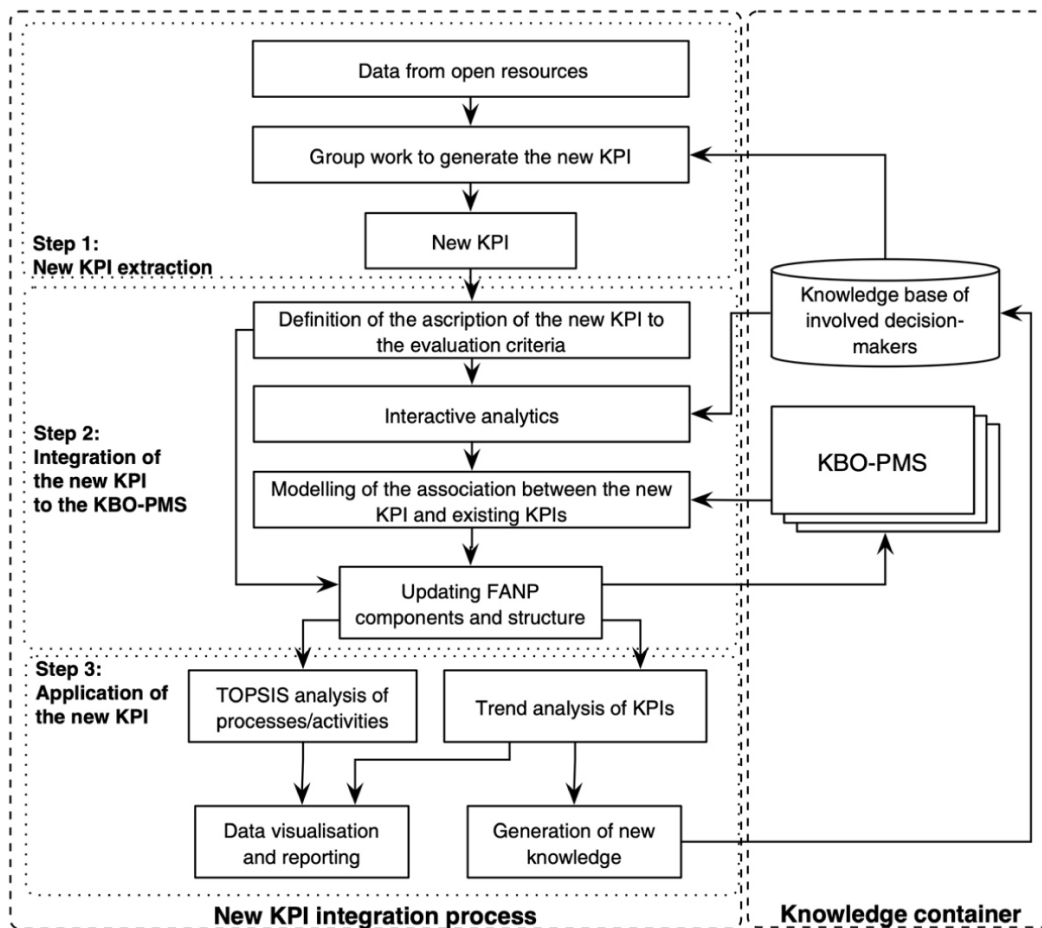 Data from open resources
Group work to generate the new KPI
New KPI
Step 1:
New KPI extraction
Definition of the ascription of the new KPI to
the evaluation criteria
Interactive analytics
Modelling of the association between the new
KPI and existing KPIs
Updating FANP
components and structure
Step 2:
Integration of
the new KPI
to the KBO-PMS
Step 3:
Application of
the new KPI
TOPSIS analysis of
processes/activities
Trend analysis of KPIs
Data visualisation
and reporting
Generation of new
knowledge
New KPI integration process
Knowledge base of
involved decision-
makers
KBO-PMS
Knowledge container